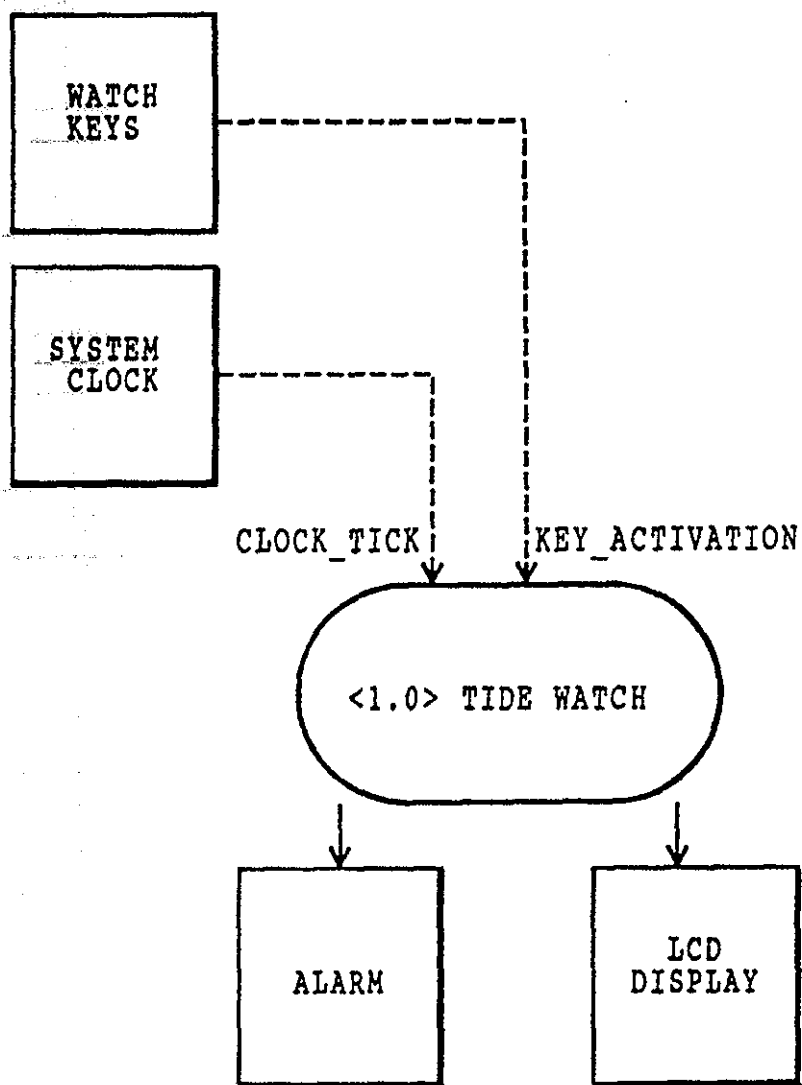 WATCH
KEYS
SYSTEM
CLOCK
CLOCK_TICK
KEY_ACTIVATION
<1.0> TIDE WATCH
ALARM
LCD
DISPLAY